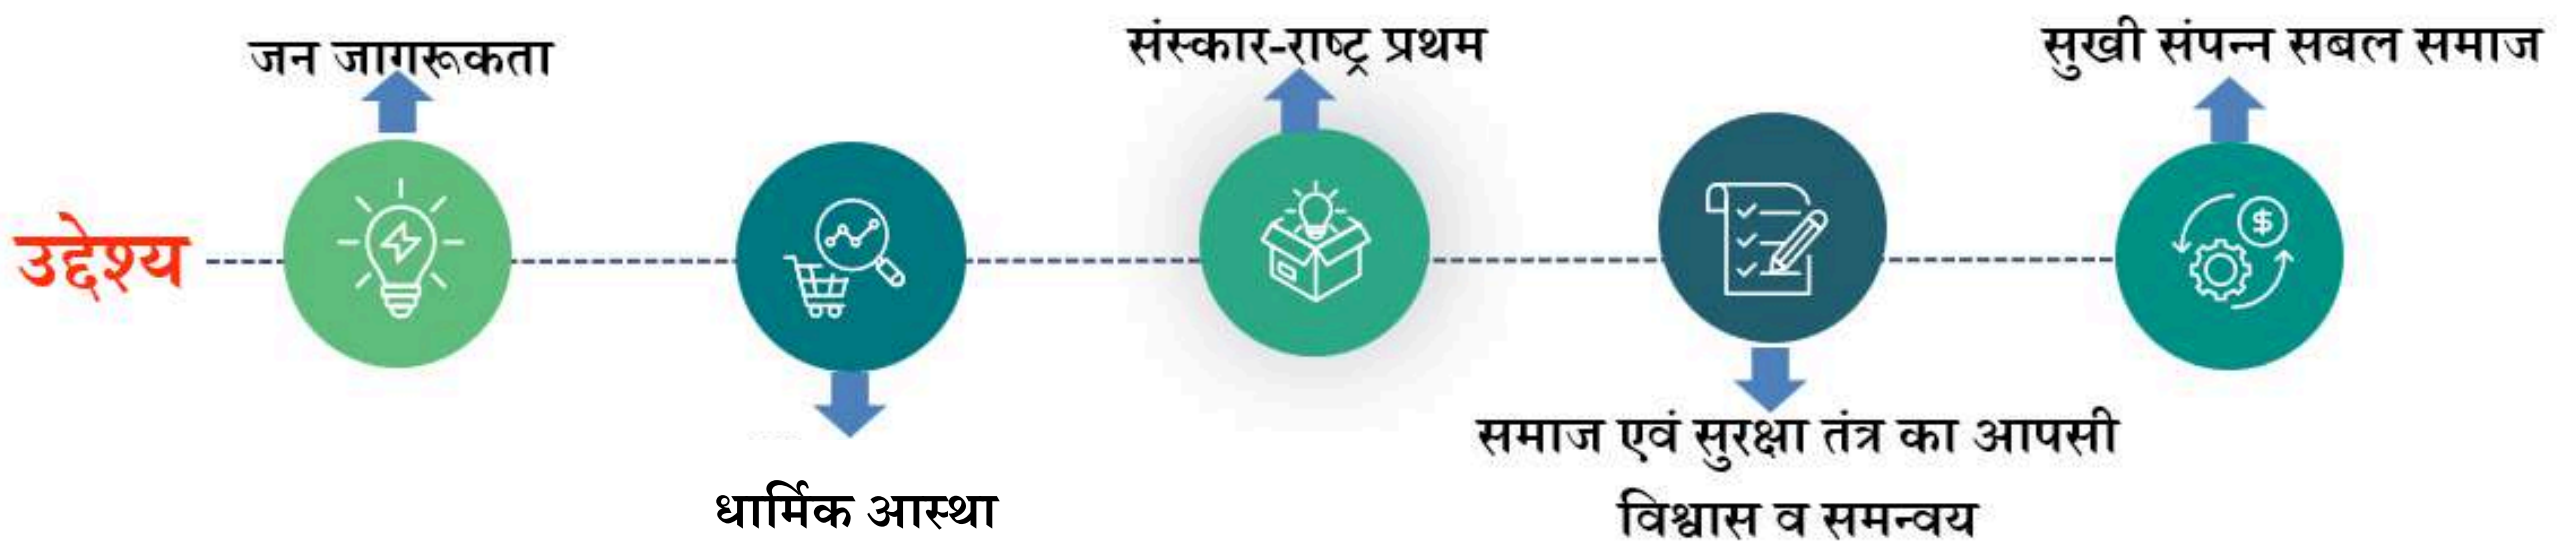 उद्देश्य
जन जागरूकता
धार्मिक आस्था
संस्कार-राष्ट्र प्रथम
समाज एवं सुरक्षा तंत्र का आपसी
विश्वास व समन्वय
सुखी संपन्न सबल समाज
$